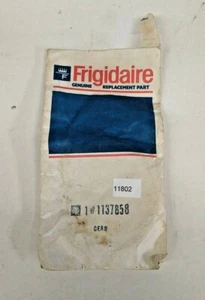 F
Frigidaire
GENUINE REPLACEMENT PART
11802
1 # 1137858
GEAR